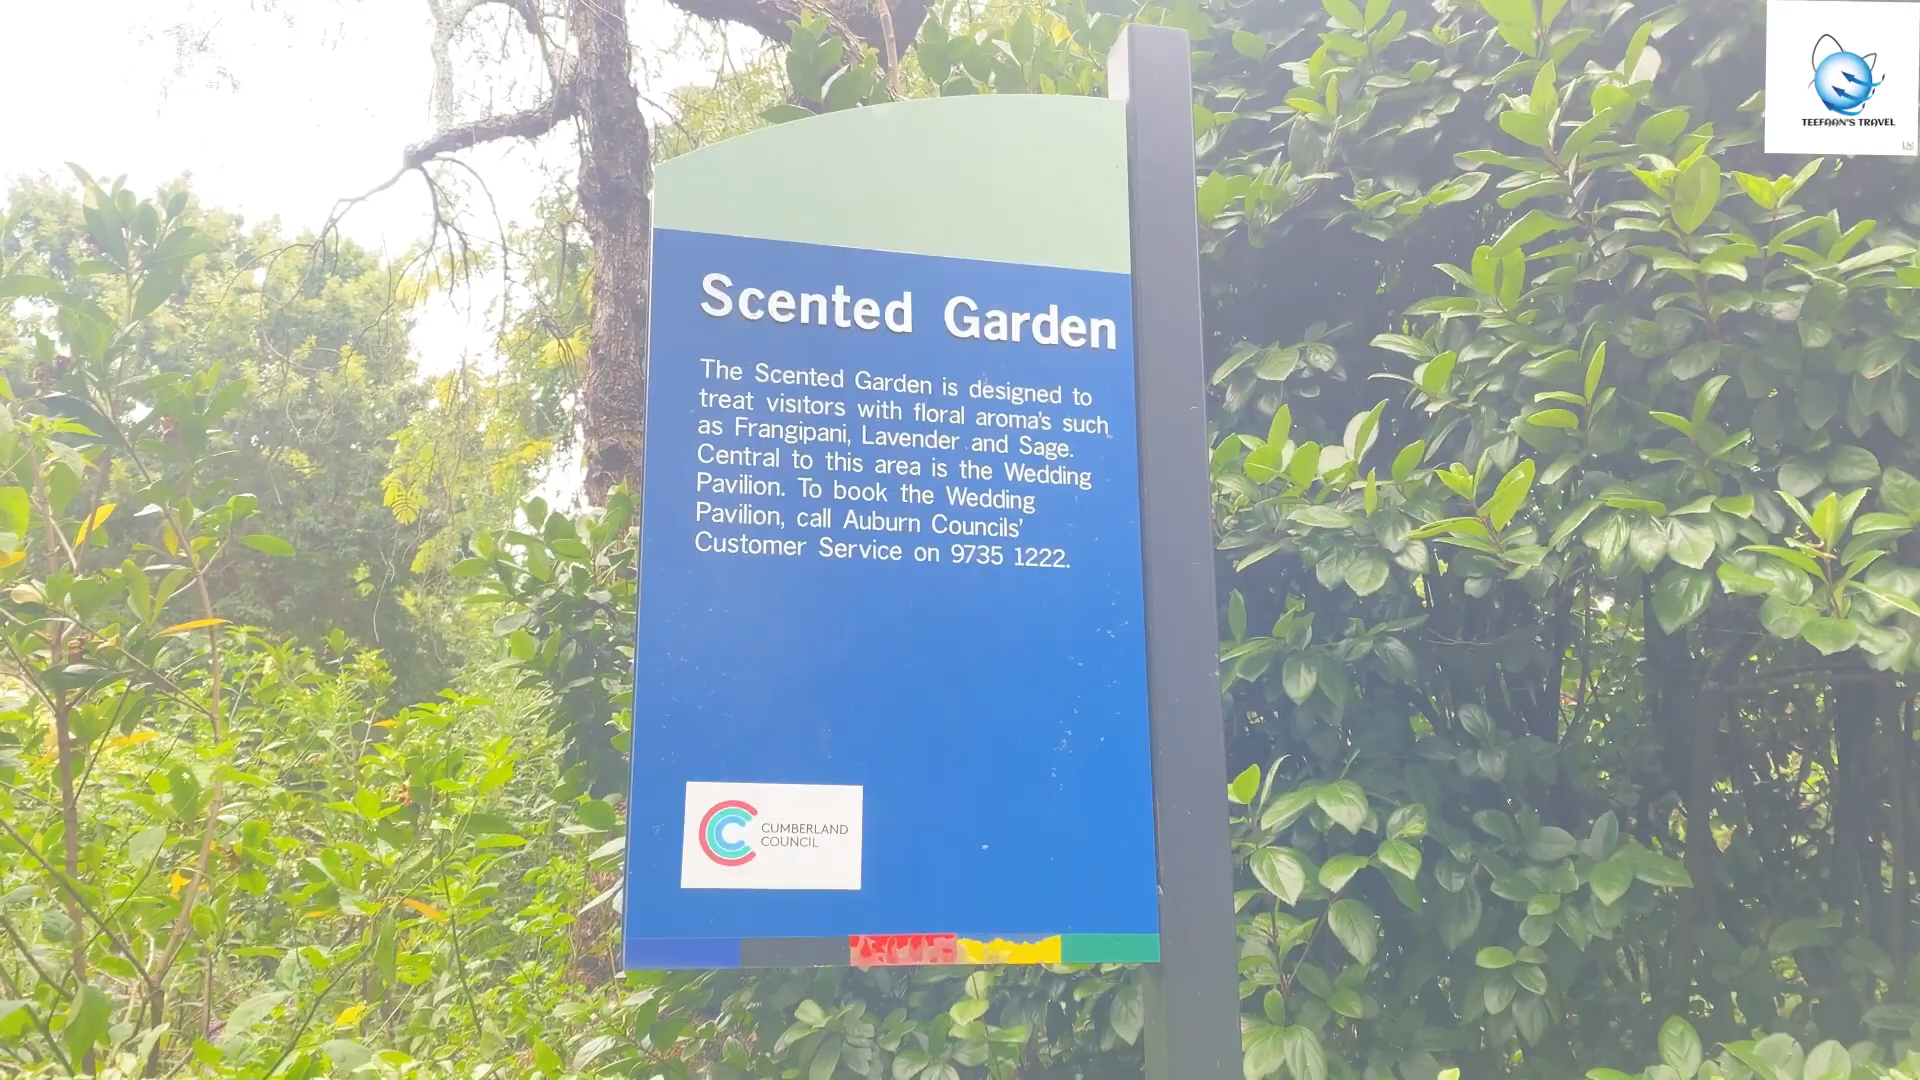 TEEFAAN'S TRAVEL
Scented Garden
The Scented Garden is designed to
treat visitors with floral aroma's such
as Frangipani, Lavender and Sage.
Central to this area is the Wedding
Pavilion. To book the Wedding
Pavilion, call Auburn Councils'
Customer Service on 9735 1222.
CUMBERLAND
COUNCIL